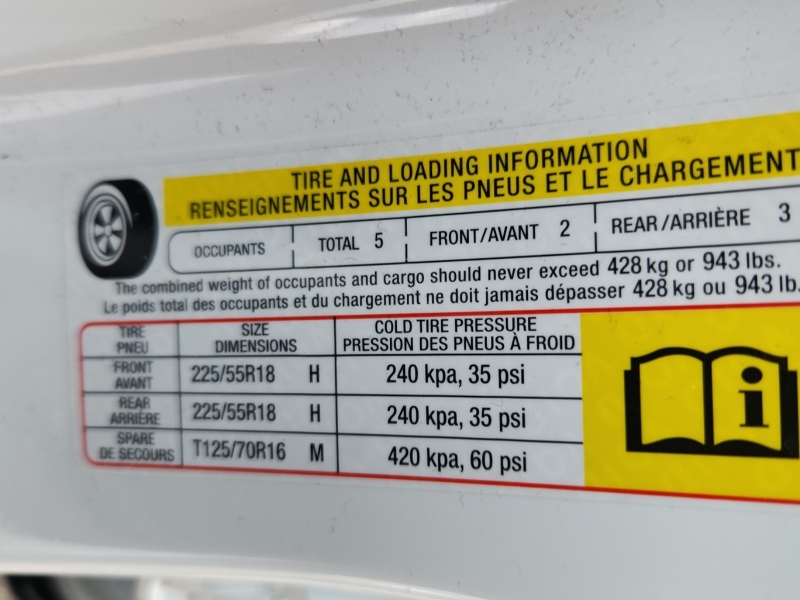 TIRE AND LOADING INFORMATION
RENSEIGNEMENTS SUR LES PNEUS ET LE CHARGEMENT
OCCUPANTS TOTAL 5 FRONT/AVANT 2 REAR/ARRIÈRE 3
The combined weight of occupants and cargo should never exceed 428 kg or 943 lbs.
Le poids total des occupants et du chargement ne doit jamais dépasser 428 kg ou 943 lb.
TIRE SIZE COLD TIRE PRESSURE
PNEU DIMENSIONS PRESSION DES PNEUS À FROID
FRONT
AVANT 225/55R18 H 240 kpa, 35 psi
REAR
ARRIÈRE 225/55R18 H 240 kpa, 35 psi
SPARE
DE SECOURS T125/70R16 M 420 kpa, 60 psi
i